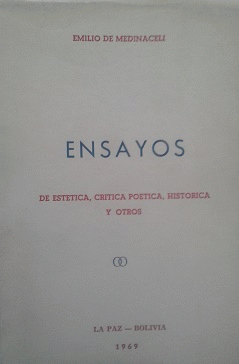 EMILIO DE MEDINACELI
ENSAYOS
DE ESTETICA, CRITICA POETICA, HISTORICA
Y OTROS
LA PAZ — BOLIVIA
1969